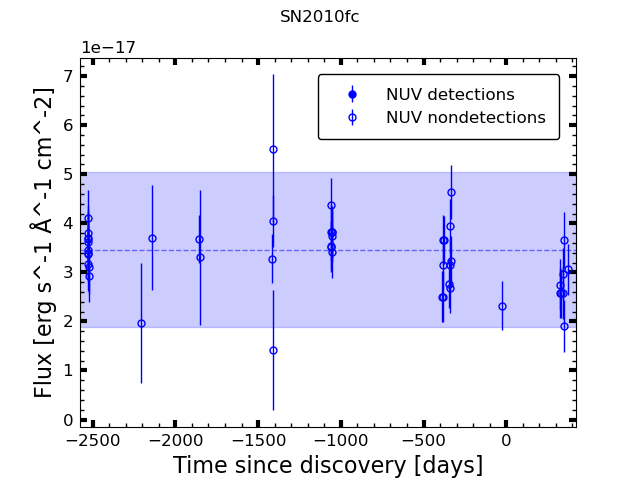 SN2010fc
1e−17
7
6
5
4
3
2
1
0
NUV detections
NUV nondetections
Flux [erg s^-1 Å^-1 cm^-2]
−2500 −2000 −1500 −1000 −500 0
Time since discovery [days]